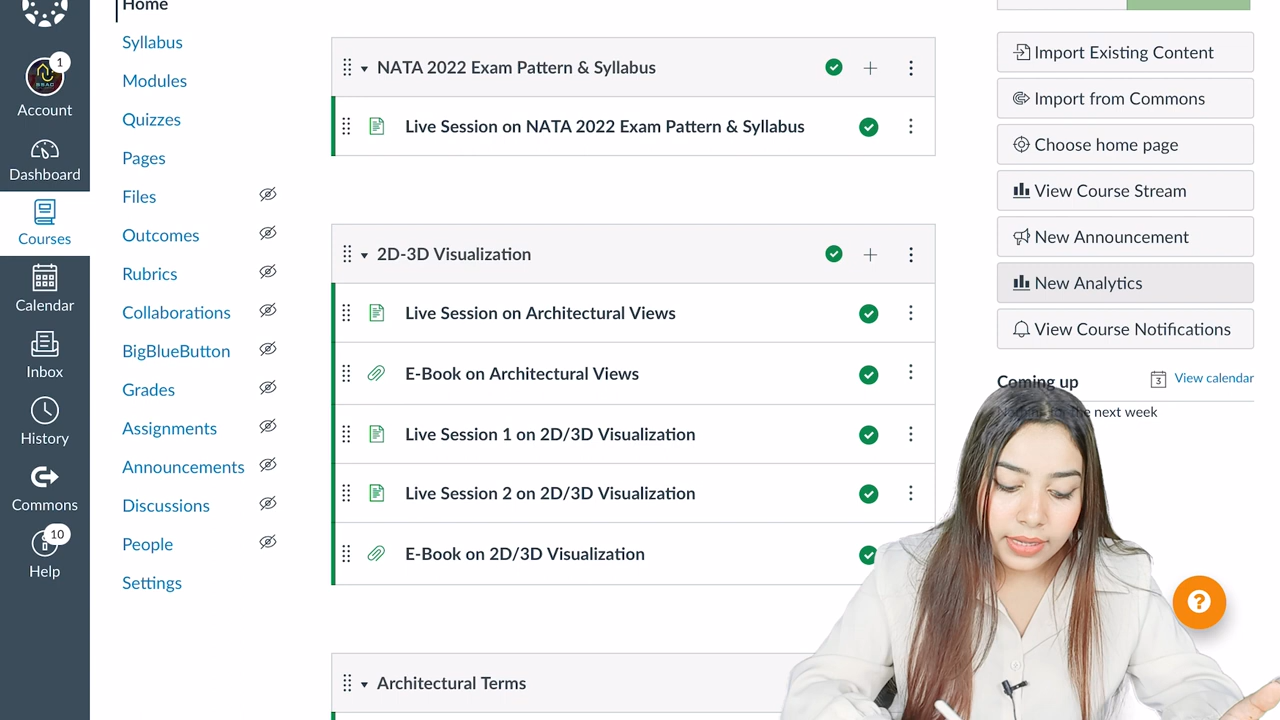 1
Account
Dashboard
Courses
Calendar
Inbox
History
Commons
10
Help
Home
Syllabus
Modules
Quizzes
Pages
Files
Outcomes
Rubrics
Collaborations
BigBlueButton
Grades
Assignments
Announcements
Discussions
People
Settings
NATA 2022 Exam Pattern & Syllabus
Live Session on NATA 2022 Exam Pattern & Syllabus
2D-3D Visualization
Live Session on Architectural Views
E-Book on Architectural Views
Live Session 1 on 2D/3D Visualization
Live Session 2 on 2D/3D Visualization
E-Book on 2D/3D Visualization
Architectural Terms
Import Existing Content
Import from Commons
Choose home page
View Course Stream
New Announcement
New Analytics
View Course Notifications
Coming up
3 View calendar
the next week
?